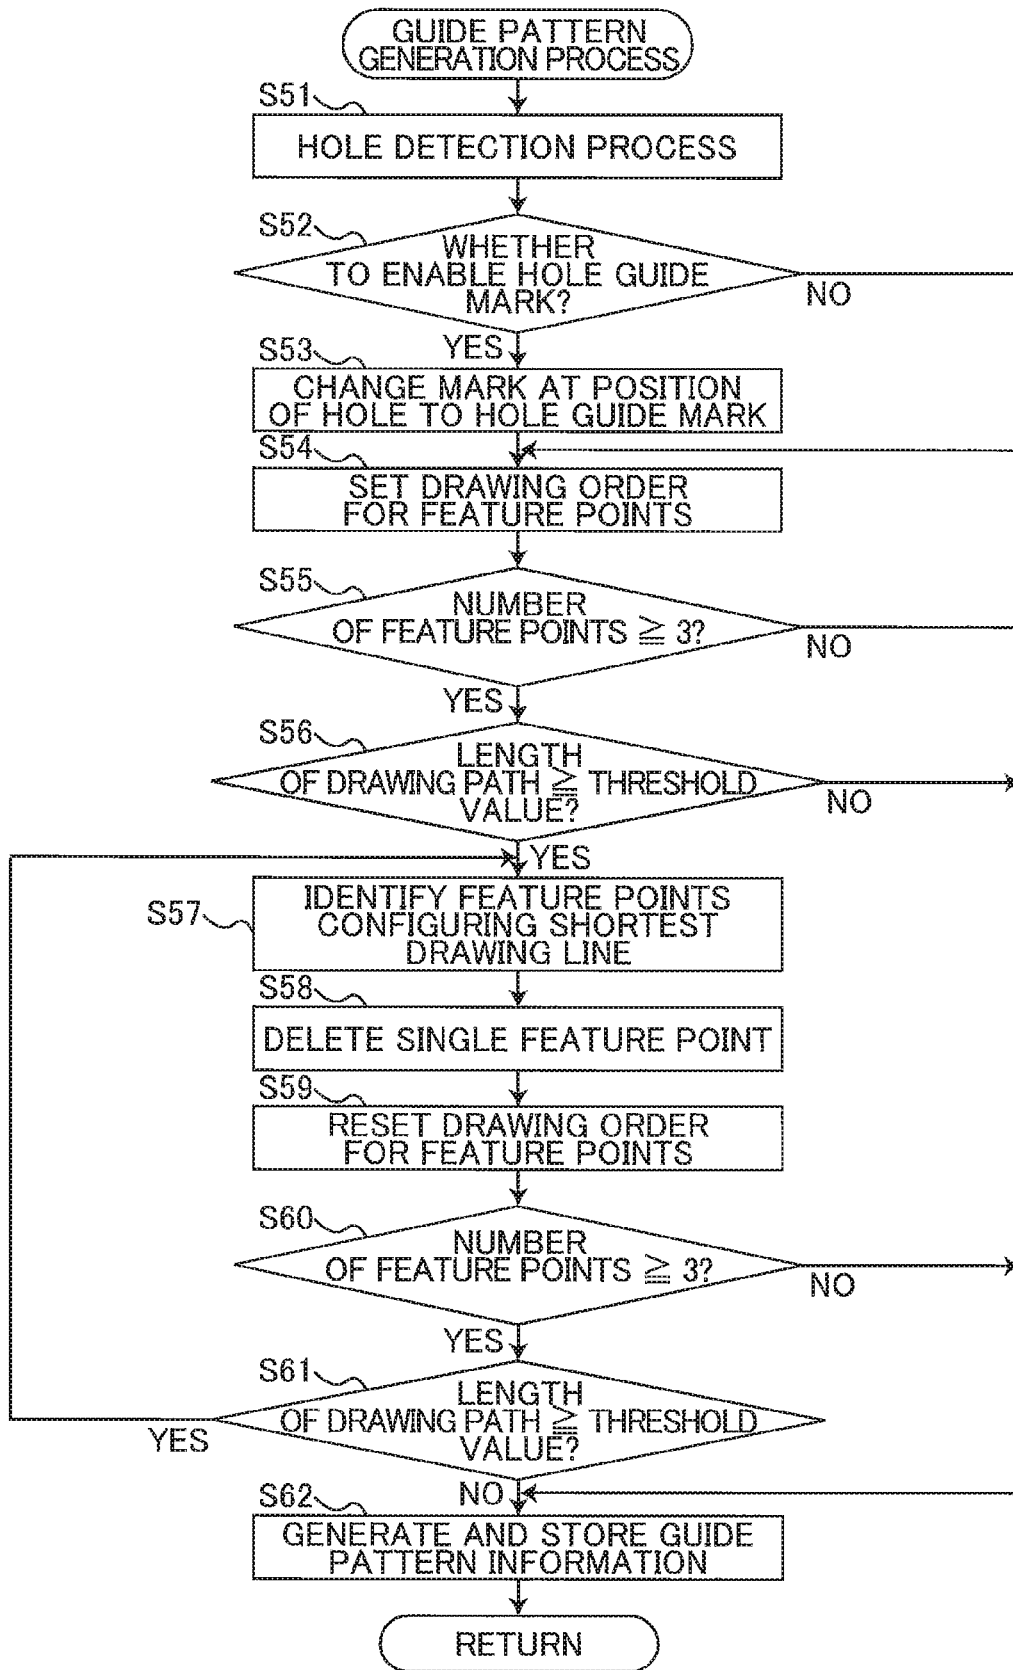 GUIDE PATTERN
GENERATION PROCESS
S51
HOLE DETECTION PROCESS
S52
WHETHER
TO ENABLE HOLE GUIDE
MARK?
NO
YES
S53
CHANGE MARK AT POSITION
OF HOLE TO HOLE GUIDE MARK
S54
SET DRAWING ORDER
FOR FEATURE POINTS
S55
NUMBER
OF FEATURE POINTS ≧ 3?
NO
YES
S56
LENGTH
OF DRAWING PATH ≧ THRESHOLD
VALUE?
NO
YES
S57
IDENTIFY FEATURE POINTS
CONFIGURING SHORTEST
DRAWING LINE
S58
DELETE SINGLE FEATURE POINT
S59
RESET DRAWING ORDER
FOR FEATURE POINTS
S60
NUMBER
OF FEATURE POINTS ≧ 3?
NO
YES
S61
LENGTH
OF DRAWING PATH ≧ THRESHOLD
VALUE?
YES
NO
S62
GENERATE AND STORE GUIDE
PATTERN INFORMATION
RETURN